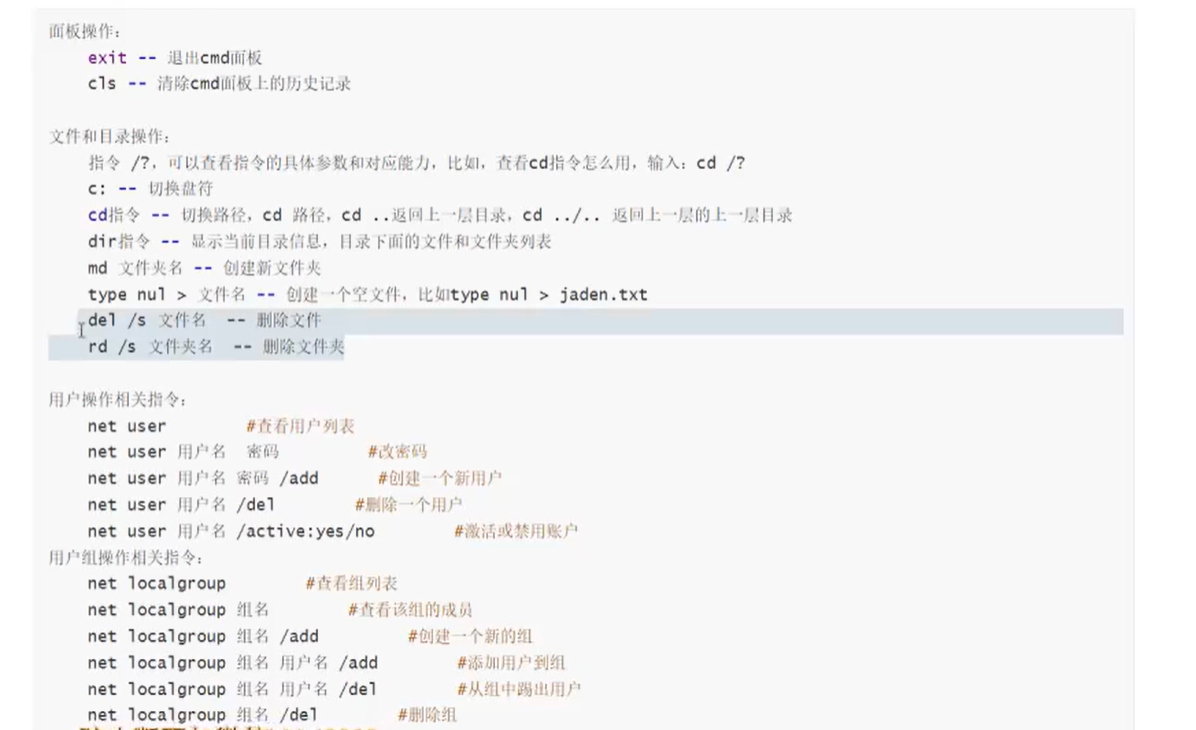 面板操作：
exit -- 退出cmd面板
cls -- 清除cmd面板上的历史记录
文件和目录操作：
指令 /?，可以查看指令的具体参数和对应能力，比如，查看cd指令怎么用，输入：cd /?
c: -- 切换盘符
cd指令 -- 切换路径，cd 路径，cd ..返回上一层目录，cd ../.. 返回上一层的上一层目录
dir指令 -- 显示当前目录信息，目录下面的文件和文件夹列表
md 文件夹名 -- 创建新文件夹
type nul > 文件名 -- 创建一个空文件，比如type nul > jaden.txt
del /s 文件名 -- 删除文件
rd /s 文件夹名 -- 删除文件夹
用户操作相关指令：
net user #查看用户列表
net user 用户名 密码 #改密码
net user 用户名 密码 /add #创建一个新用户
net user 用户名 /del #删除一个用户
net user 用户名 /active:yes/no #激活或禁用账户
用户组操作相关指令：
net localgroup #查看组列表
net localgroup 组名 #查看该组的成员
net localgroup 组名 /add #创建一个新的组
net localgroup 组名 用户名 /add #添加用户到组
net localgroup 组名 用户名 /del #从组中踢出用户
net localgroup 组名 /del #删除组